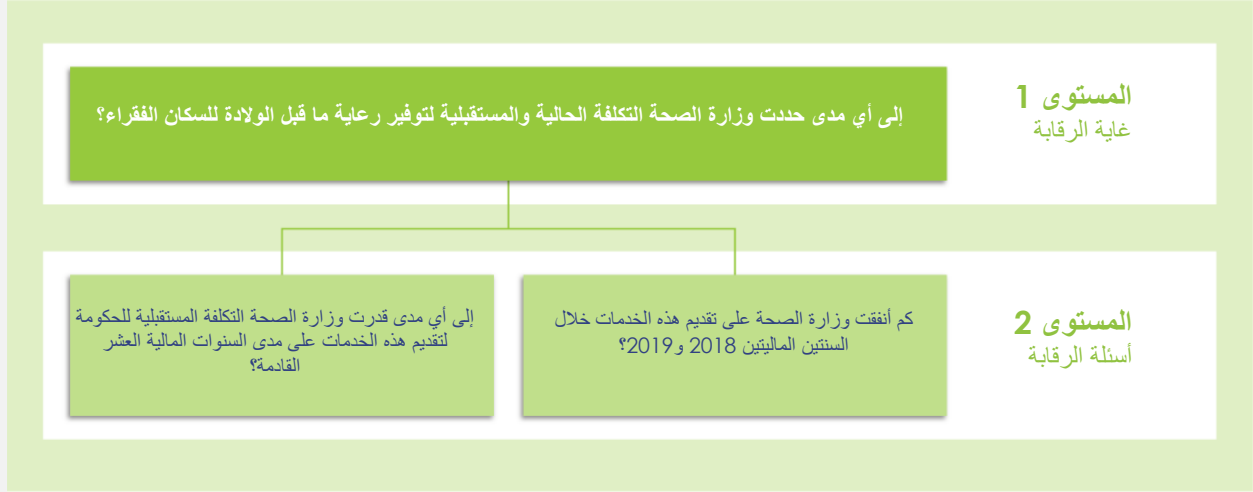 المستوى 1
غاية الرقابة
إلى أي مدى حددت وزارة الصحة التكلفة الحالية والمستقبلية لتوفير رعاية ما قبل الولادة للسكان الفقراء؟
المستوى 2
أسئلة الرقابة
كم أنفقت وزارة الصحة على تقديم هذه الخدمات خلال
السنتين الماليتين 2018 و2019؟
إلى أي مدى قدرت وزارة الصحة التكلفة المستقبلية للحكومة
لتقديم هذه الخدمات على مدى السنوات المالية العشر
القادمة؟